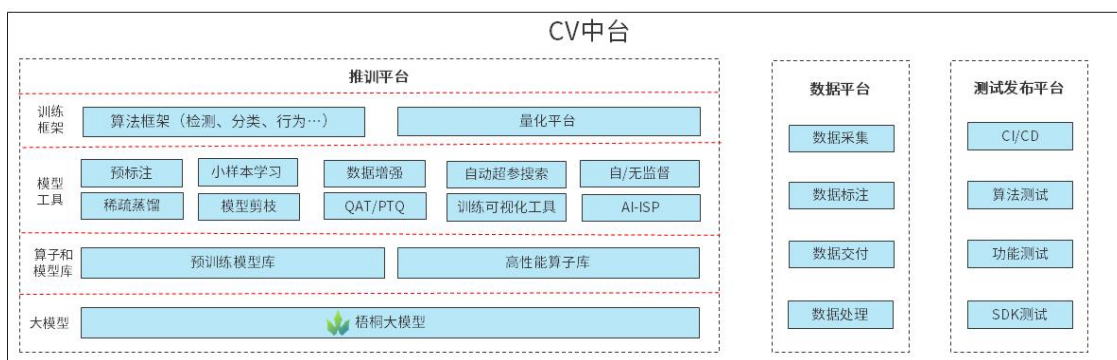 CV中台
推训平台
训练
框架
算法框架（检测、分类、行为…）
量化平台
模型
工具
预标注
小样本学习
数据增强
自动超参搜索
自/无监督
稀疏蒸馏
模型剪枝
QAT/PTQ
训练可视化工具
AI-ISP
算子和
模型库
预训练模型库
高性能算子库
大模型
梧桐大模型
数据平台
数据采集
数据标注
数据交付
数据处理
测试发布平台
CI/CD
算法测试
功能测试
SDK测试